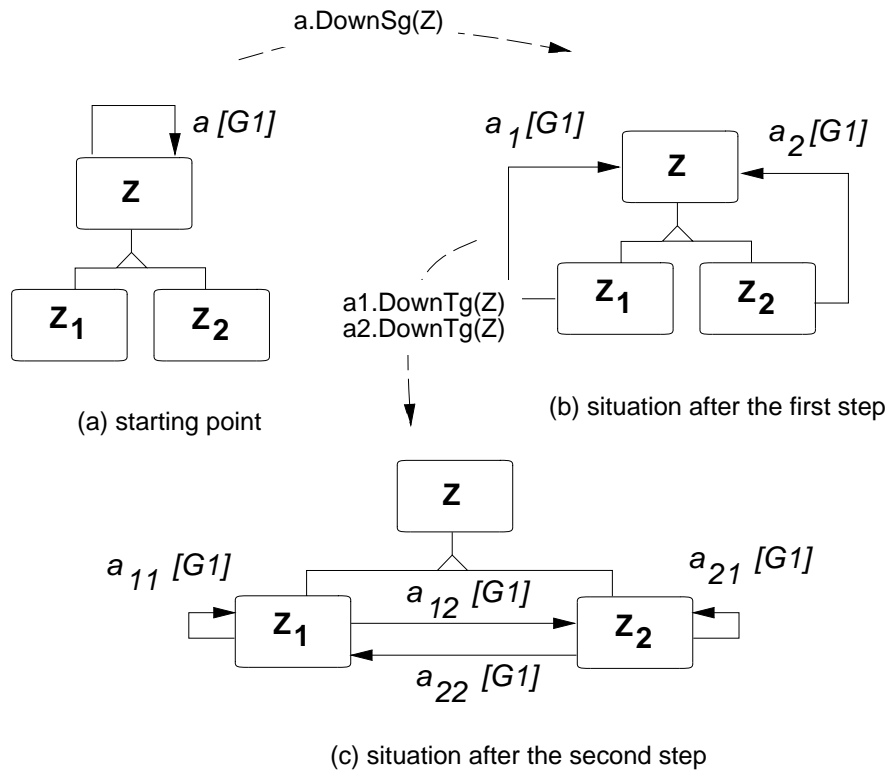 a.DownSg(Z)
a [G1]
Z
Z1
Z2
(a) starting point
a1 [G1]
a2 [G1]
Z
Z1
Z2
a1.DownTg(Z)
a2.DownTg(Z)
(b) situation after the first step
Z
a11 [G1]
a12 [G1]
a21 [G1]
Z1
Z2
a22 [G1]
(c) situation after the second step